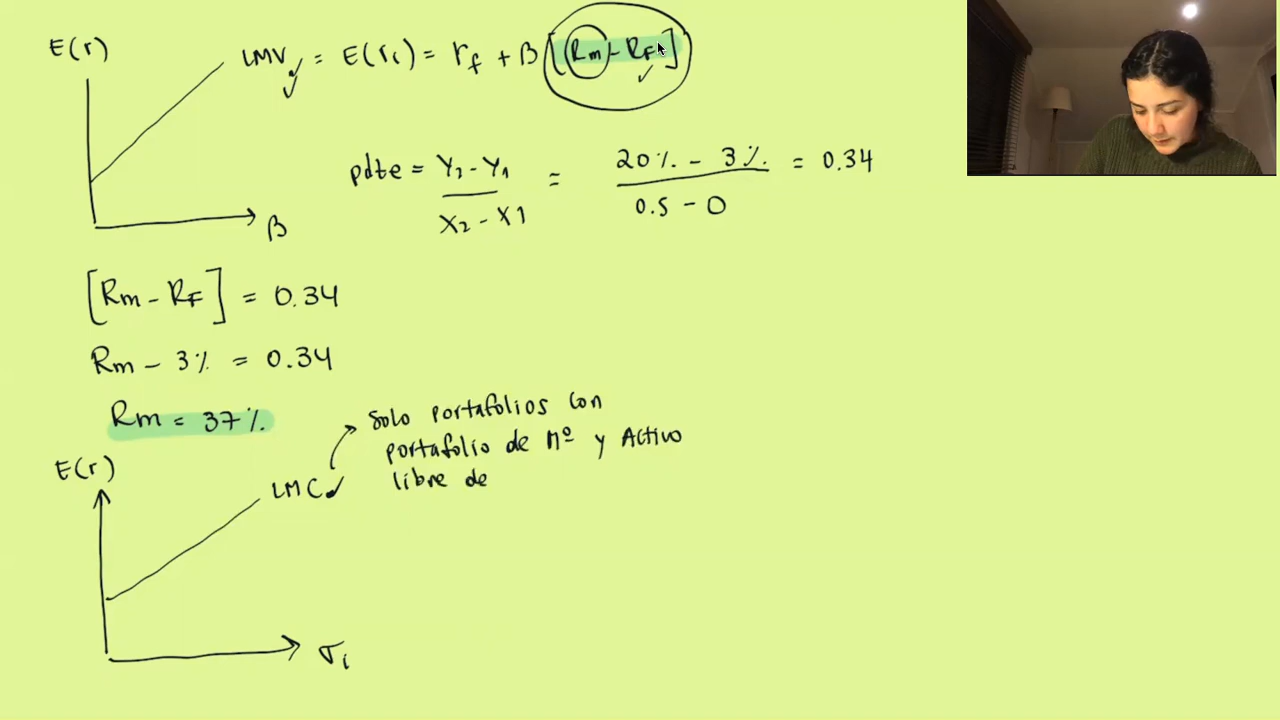 E(r)
LMV = E(ri) = rf + β [Rm - RF]
β
pdte = Y2 - Y1 / X2 - X1 = 20% - 3% / 0.5 - 0 = 0.34
[Rm - RF] = 0.34
Rm - 3% = 0.34
Rm = 37%
Solo portafolios con
portafolio de mº y Activo
libre de
E(r)
LMC
σi